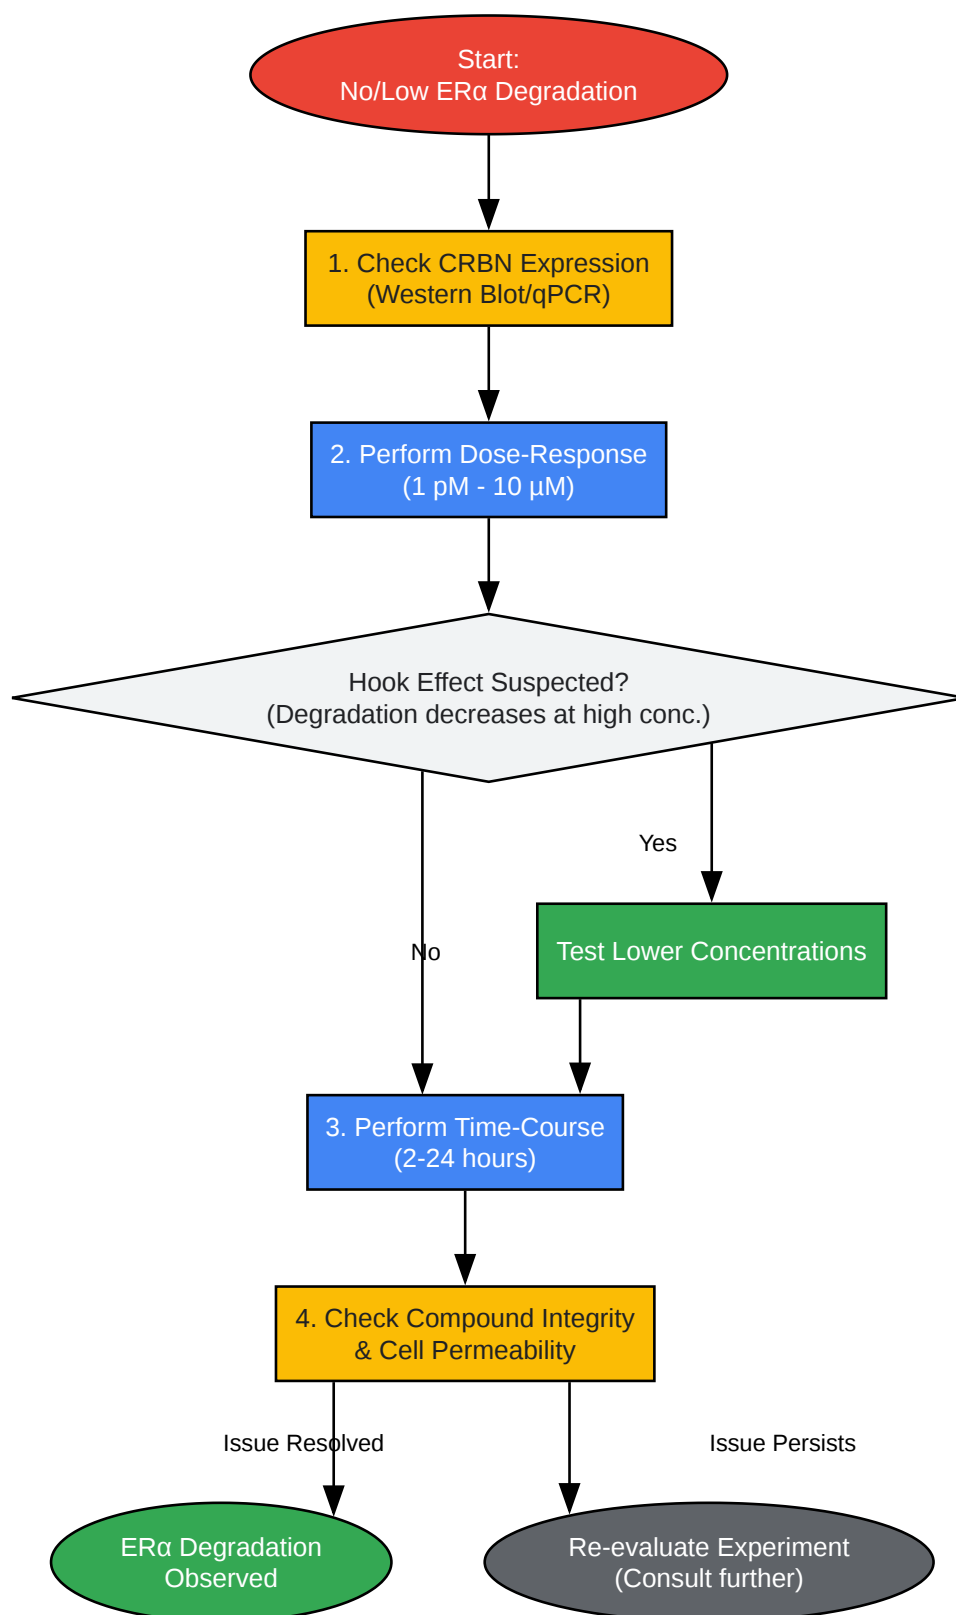 Start:
No/Low ERα Degradation
1. Check CRBN Expression
(Western Blot/qPCR)
2. Perform Dose-Response
(1 pM - 10 µM)
Hook Effect Suspected?
(Degradation decreases at high conc.)
Yes
Test Lower Concentrations
No
3. Perform Time-Course
(2-24 hours)
4. Check Compound Integrity
& Cell Permeability
Issue Resolved
Issue Persists
ERα Degradation
Observed
Re-evaluate Experiment
(Consult further)